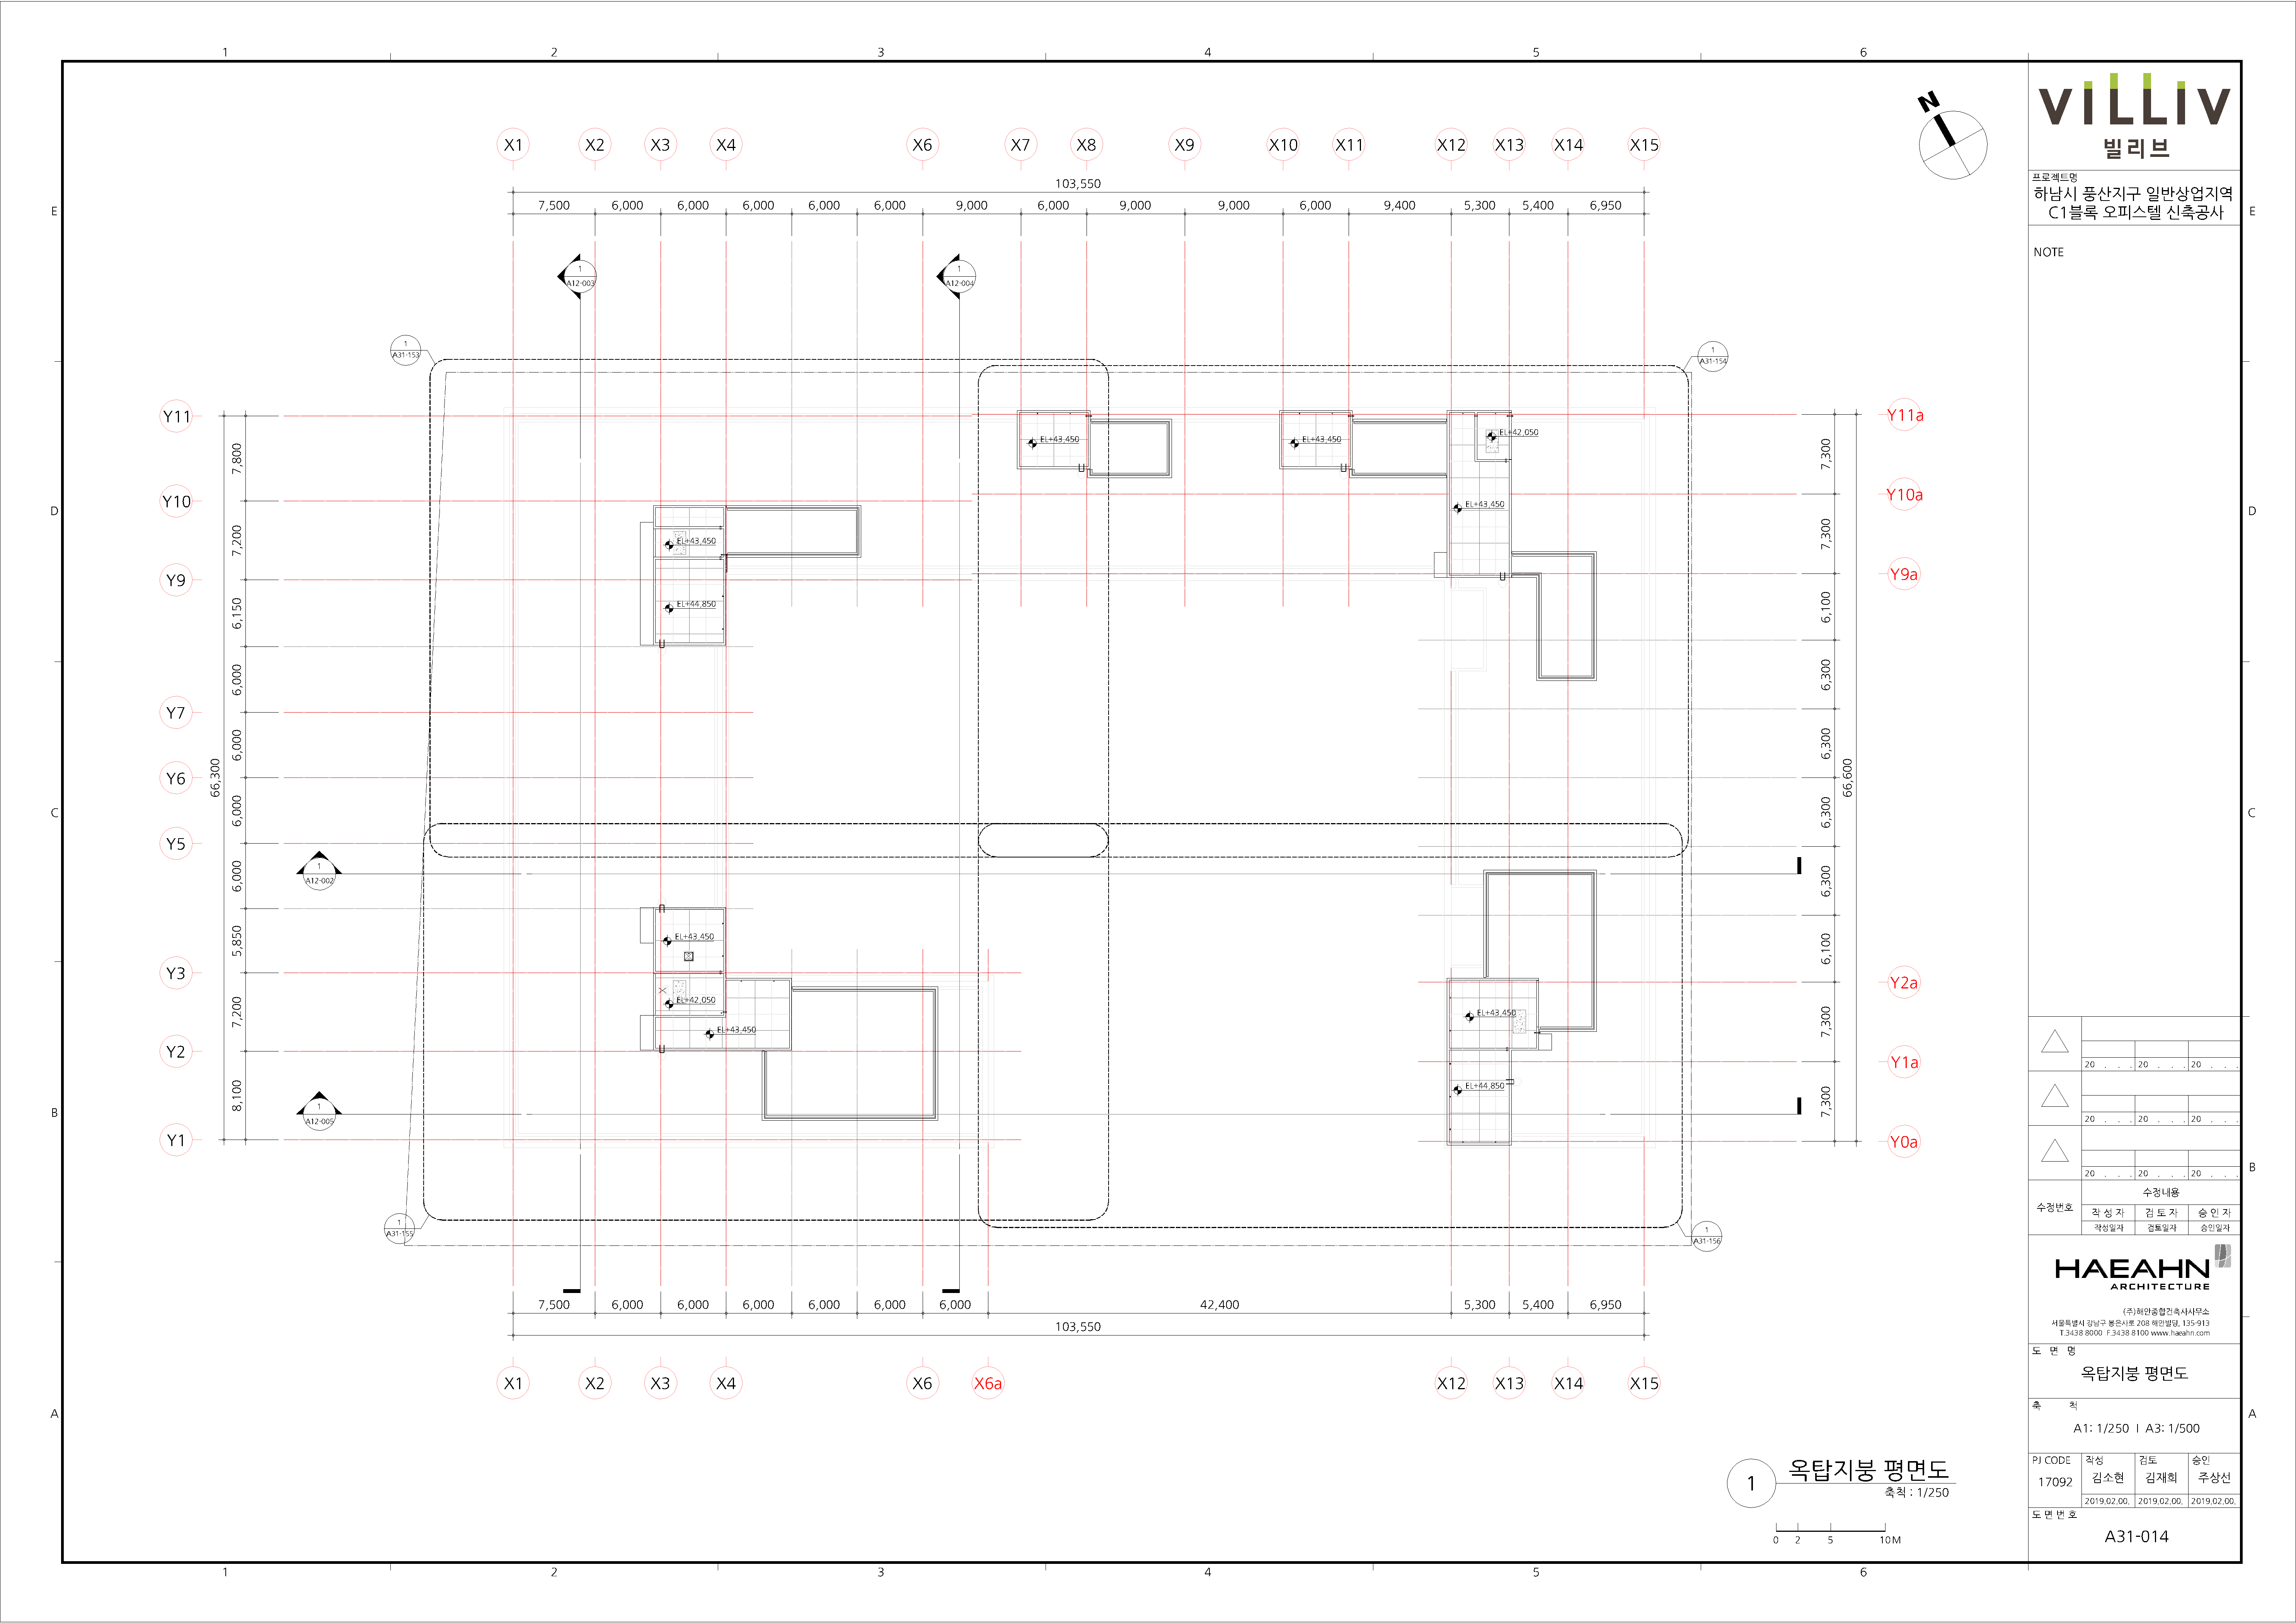 1 2 3 4 5 6
E
D
C
B
A
E
D
C
B
B
A
X1 X2 X3 X4 X6 X7 X8 X9 X10 X11 X12 X13 X14 X15
103,550
7,500 6,000 6,000 6,000 6,000 6,000 9,000 6,000 9,000 9,000 6,000 9,400 5,300 5,400 6,950
N
1
A12-003
1
A12-004
1
A31-153
1
A31-154
Y11
Y10
Y9
Y7
Y6
Y5
Y3
Y2
Y1
7,800
7,200
6,150
6,000
6,000
6,000
6,000
5,850
7,200
8,100
66,300
Y11a
Y10a
Y9a
Y2a
Y1a
Y0a
7,300
7,300
6,100
6,300
6,300
6,300
6,300
6,100
7,300
7,300
66,600
EL+43,450
EL+43,450
EL+42,050
EL+43,450
EL+43,450
EL+44,850
EL+43,450
EL+42,050
EL+43,450
EL+43,450
EL+44,850
1
A12-002
1
A12-005
1
A31-155
1
A31-156
7,500 6,000 6,000 6,000 6,000 6,000 6,000 42,400 5,300 5,400 6,950
103,550
X1 X2 X3 X4 X6 X6a X12 X13 X14 X15
1
옥탑지붕 평면도
축척 : 1/250
0 2 5 10M
1 2 3 4 5 6
VILLIV
빌리브
프로젝트명
하남시 풍산지구 일반상업지역
C1블록 오피스텔 신축공사
NOTE
20 . . . 20 . . . 20 . . .
20 . . . 20 . . . 20 . . .
20 . . . 20 . . . 20 . . .
수정번호
수정내용
작 성 자 검 토 자 승 인 자
작성일자 검토일자 승인일자
HAEAHN
ARCHITECTURE
(주)해안종합건축사사무소
서울특별시 강남구 봉은사로 208 해안빌딩, 135-913
T.3438 8000 F.3438 8100 www.haeahn.com
도 면 명
옥탑지붕 평면도
축 척
A1: 1/250 I A3: 1/500
PJ CODE 작성 검토 승인
17092 김소현 김재희 주상선
2019.02.00. 2019.02.00. 2019.02.00.
도 면 번 호
A31-014